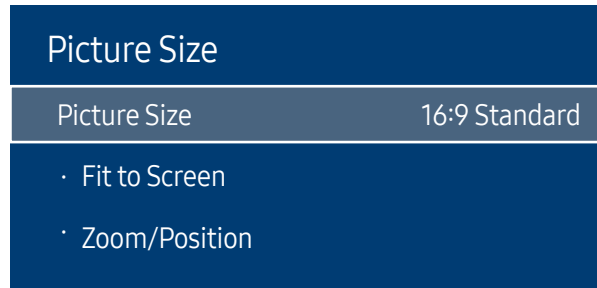 Picture Size
Picture Size 16:9 Standard
· Fit to Screen
· Zoom/Position